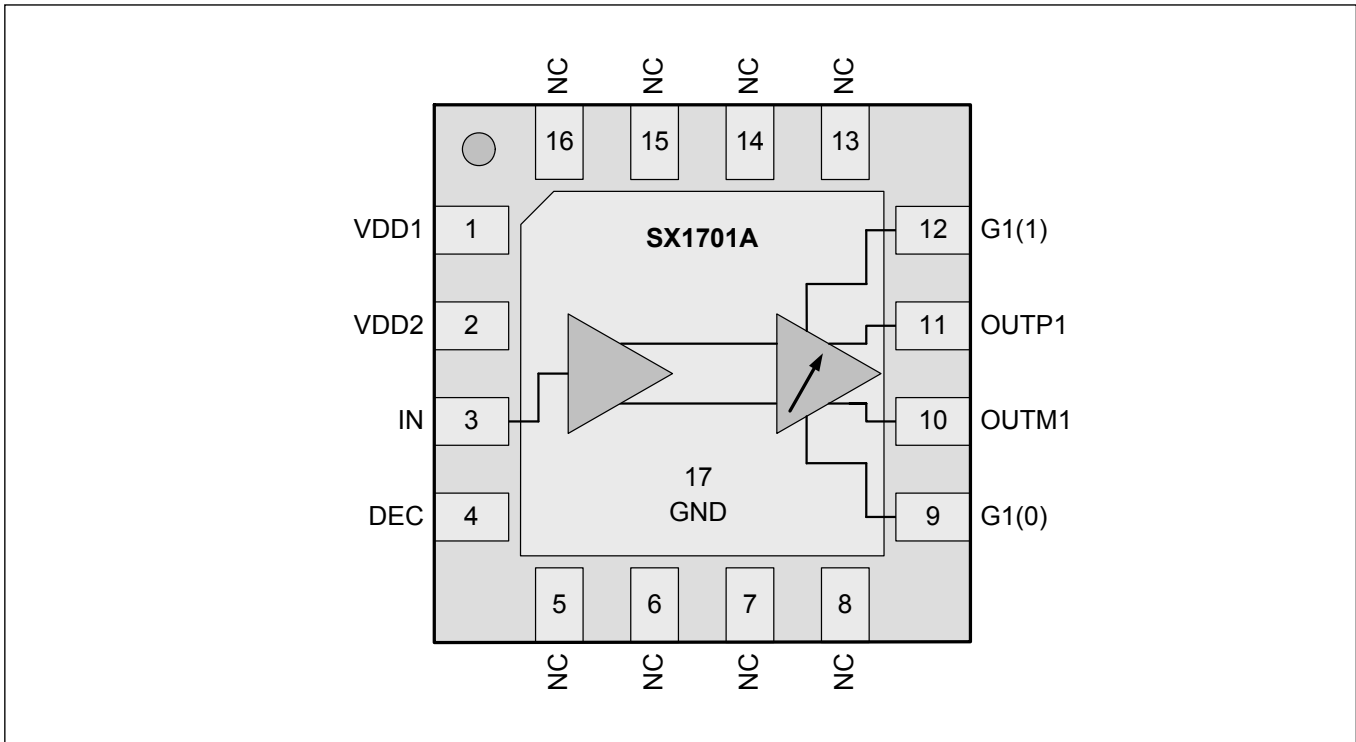 NC NC NC NC
16 15 14 13
VDD1 1 SX1701A 12 G1(1)
VDD2 2 11 OUTP1
IN 3 10 OUTM1
17
GND
DEC 4 9 G1(0)
5 6 7 8
NC NC NC NC